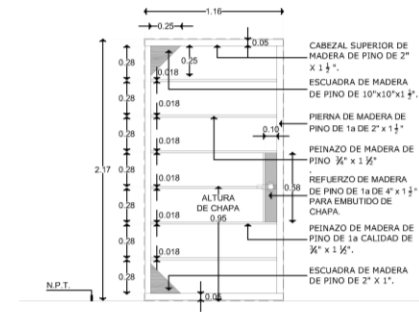 1.16
0.25
0.05
0.28
0.25
0.018
0.28
0.018
0.28
0.018
0.10
0.28
2.17
0.018
0.28
0.58
ALTURA
DE CHAPA
0.95
0.018
0.28
0.018
0.28
0.28
0.05
N.P.T.
CABEZAL SUPERIOR DE
MADERA DE PINO DE 2"
X 1 ½".
ESCUADRA DE MADERA
DE PINO DE 10"x10"x1 ½".
PIERNA DE MADERA DE
PINO DE 1a DE 2" x 1 ½"
PEINAZO DE MADERA DE
PINO ¾" x 1 ½"
.
REFUERZO DE MADERA
DE PINO DE 1a DE 4" x 1 ½"
PARA EMBUTIDO DE
CHAPA.
PEINAZO DE MADERA DE
PINO DE 1a CALIDAD DE
¾" x 1 ½".
ESCUADRA DE MADERA
DE PINO DE 2" X 1".